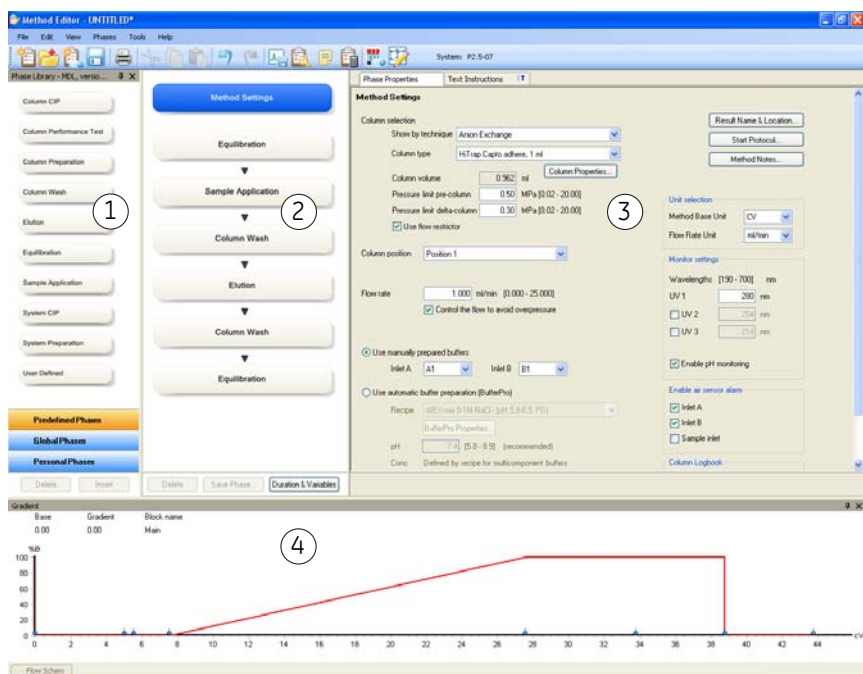 Method Editor - UNTITLED*
File Edit View Phases Tools Help
System: P2.5-07
Phase Library - MDL, versio...
Column CIP
Column Performance Test
Column Preparation
Column Wash
Elution
Equilibration
Sample Application
System CIP
System Preparation
User Defined
Predefined Phases
Global Phases
Personal Phases
Delete Insert
1
Method Settings
Equilibration
Sample Application
Column Wash
Elution
Column Wash
Equilibration
Delete Save Phase... Duration & Variables
2
Phase Properties Text Instructions
Method Settings
Column selection
Show by technique Anion Exchange
Column type HiTrap Capto adhere, 1 ml
Column volume 0.962 ml Column Properties...
Pressure limit pre-column 0.50 MPa [0.02 - 20.00]
Pressure limit delta-column 0.30 MPa [0.02 - 20.00]
Use flow restrictor
Column position Position 1
Flow rate 1.000 ml/min [0.000 - 25.000]
Control the flow to avoid overpressure
Use manually prepared buffers
Inlet A A1 Inlet B B1
Use automatic buffer preparation (BufferPro)
Recipe
BufferPro Properties...
pH 7.4 [5.8 - 8.9] (recommended)
Conc Defined by recipe for multicomponent buffers
3
Result Name & Location...
Start Protocol...
Method Notes...
Unit selection
Method Base Unit CV
Flow Rate Unit ml/min
Monitor settings
Wavelengths [190 - 700] nm
UV 1 280 nm
UV 2 254 nm
UV 3 214 nm
Enable pH monitoring
Enable air sensor alarm
Inlet A
Inlet B
Sample inlet
Column Logbook
Gradient
Base Gradient Block name
0.00 0.00 Main
4
%B
100
80
60
40
20
0
0 2 4 6 8 10 12 14 16 18 20 22 24 26 28 30 32 34 36 38 40 42 44 cV
Flow Schem